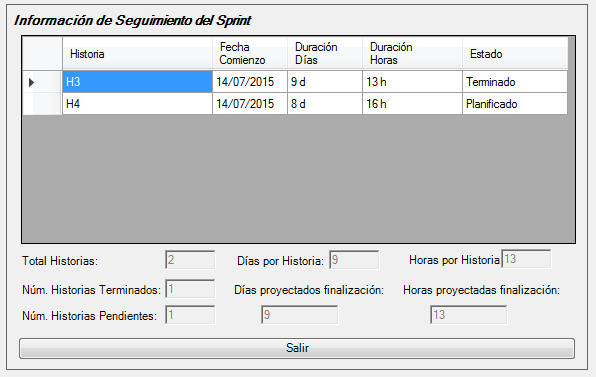 Información de Seguimiento del Sprint
Historia Fecha Comienzo Duración Días Duración Horas Estado
H3 14/07/2015 9 d 13 h Terminado
H4 14/07/2015 8 d 16 h Planificado
Total Historias: 2 Días por Historia: 9 Horas por Historia 13
Núm. Historias Terminados: 1 Días proyectados finalización: Horas proyectadas finalización:
Núm. Historias Pendientes: 1 9 13
Salir